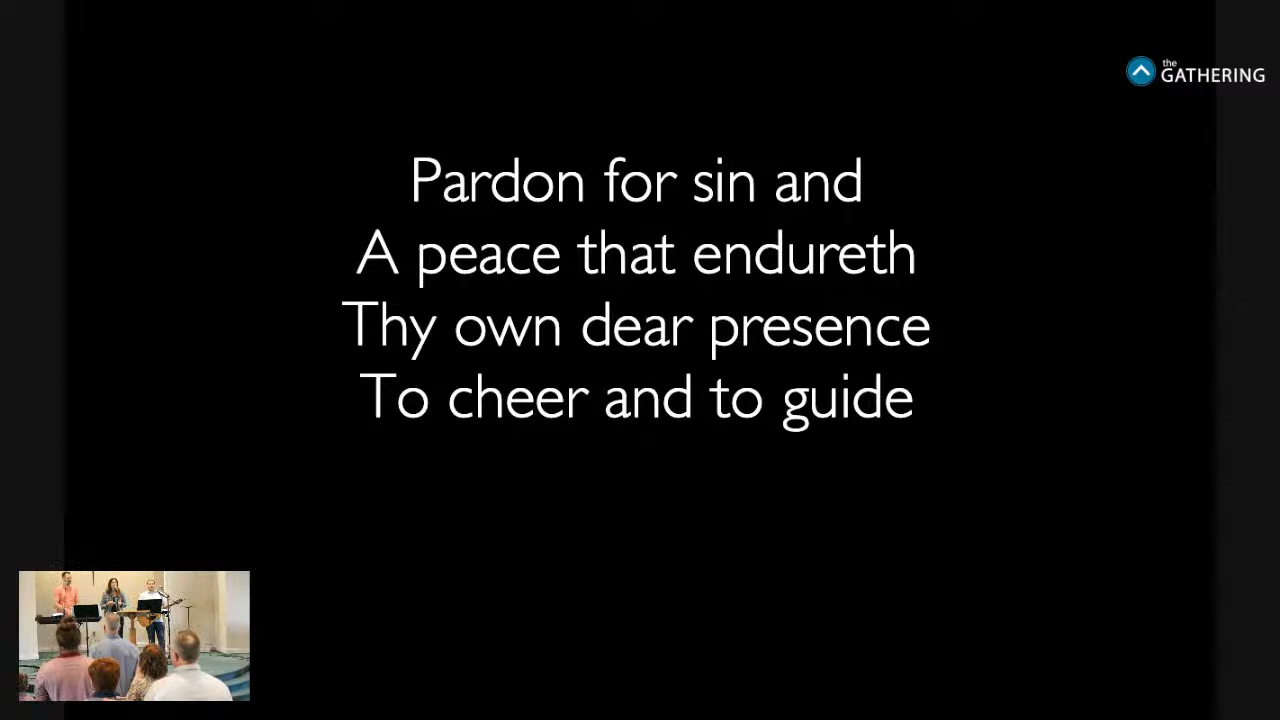 the
GATHERING
Pardon for sin and
A peace that endureth
Thy own dear presence
To cheer and to guide